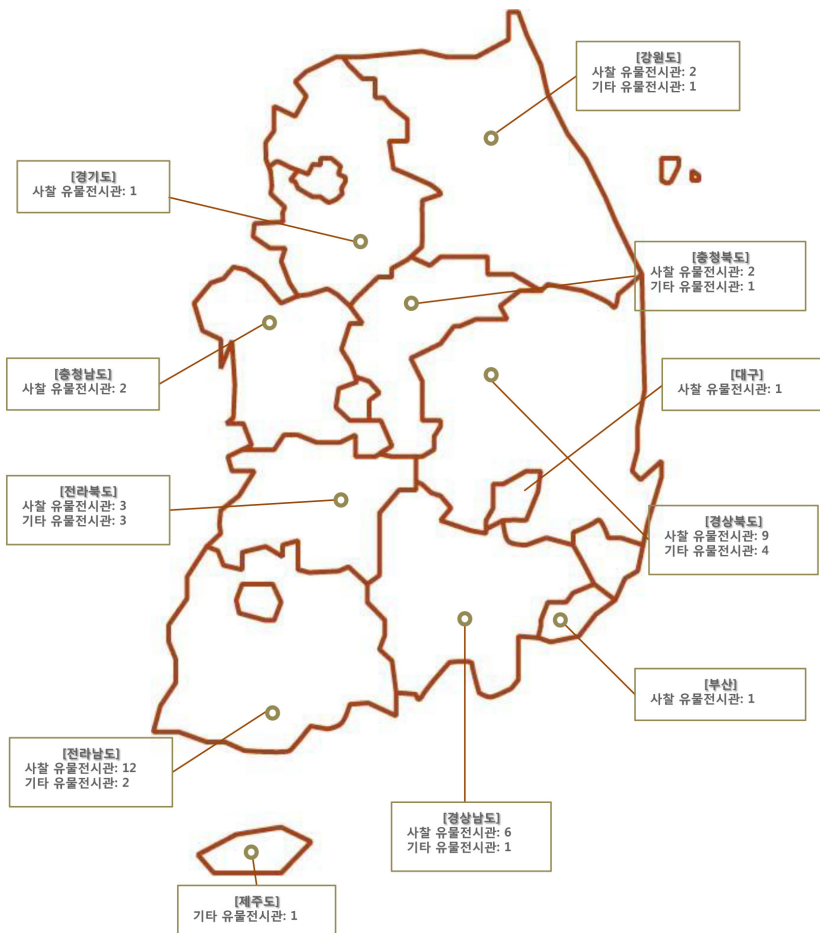 [강원도]
사찰 유물전시관: 2
기타 유물전시관: 1
[경기도]
사찰 유물전시관: 1
[충청북도]
사찰 유물전시관: 2
기타 유물전시관: 1
[충청남도]
사찰 유물전시관: 2
[대구]
사찰 유물전시관: 1
[전라북도]
사찰 유물전시관: 3
기타 유물전시관: 3
[경상북도]
사찰 유물전시관: 9
기타 유물전시관: 4
[부산]
사찰 유물전시관: 1
[전라남도]
사찰 유물전시관: 12
기타 유물전시관: 2
[경상남도]
사찰 유물전시관: 6
기타 유물전시관: 1
[제주도]
기타 유물전시관: 1